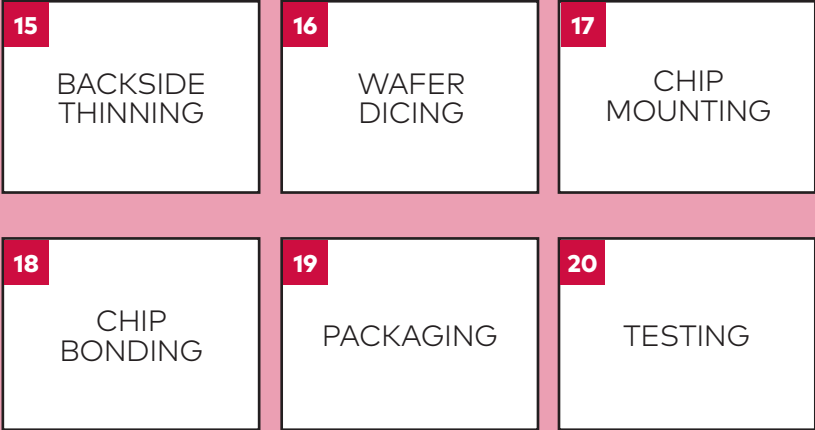 15
BACKSIDE
THINNING
16
WAFER
DICING
17
CHIP
MOUNTING
18
CHIP
BONDING
19
PACKAGING
20
TESTING